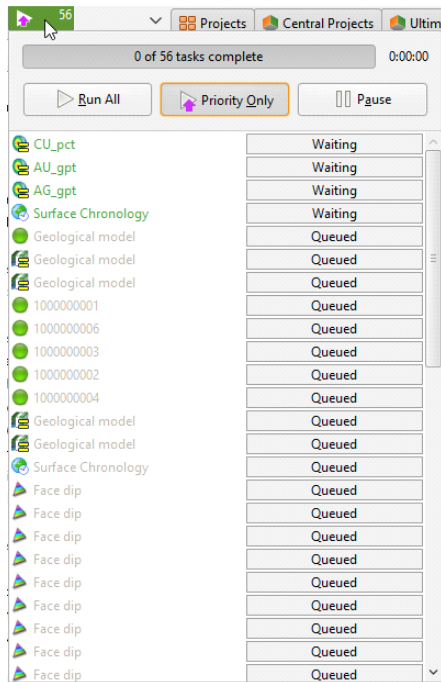 56 Projects Central Projects Ultim
0 of 56 tasks complete 0:00:00
Run All Priority Only Pause
CU_pct Waiting
AU_gpt Waiting
AG_gpt Waiting
Surface Chronology Waiting
Geological model Queued
Geological model Queued
Geological model Queued
1000000001 Queued
1000000006 Queued
1000000003 Queued
1000000002 Queued
1000000004 Queued
Geological model Queued
Geological model Queued
Surface Chronology Queued
Face dip Queued
Face dip Queued
Face dip Queued
Face dip Queued
Face dip Queued
Face dip Queued
Face dip Queued
Face dip Queued
Face dip Queued